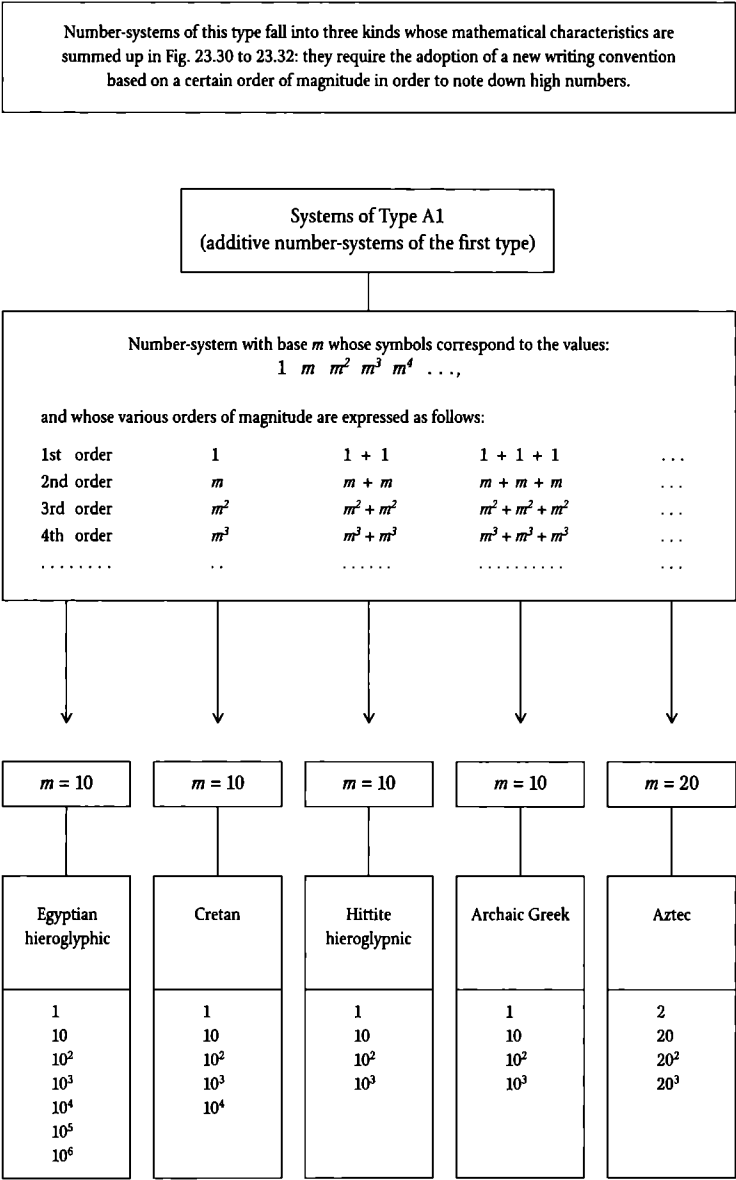 Number-systems of this type fall into three kinds whose mathematical characteristics are
summed up in Fig. 23.30 to 23.32: they require the adoption of a new writing convention
based on a certain order of magnitude in order to note down high numbers.
Systems of Type A1
(additive number-systems of the first type)
Number-system with base m whose symbols correspond to the values:
1 m m² m³ m⁴ . . .,
and whose various orders of magnitude are expressed as follows:
1st order 1 1 + 1 1 + 1 + 1 . . .
2nd order m m + m m + m + m . . .
3rd order m² m² + m² m² + m² + m² . . .
4th order m³ m³ + m³ m³ + m³ + m³ . . .
. . . . . . . . . . . . . . . . . . . . . . . . . . . . .
m = 10 m = 10 m = 10 m = 10 m = 20
Egyptian
hieroglyphic
Cretan
Hittite
hieroglypnic
Archaic Greek
Aztec
1
10
10²
10³
10⁴
10⁵
10⁶
1
10
10²
10³
10⁴
1
10
10²
10³
1
10
10²
10³
2
20
20²
20³